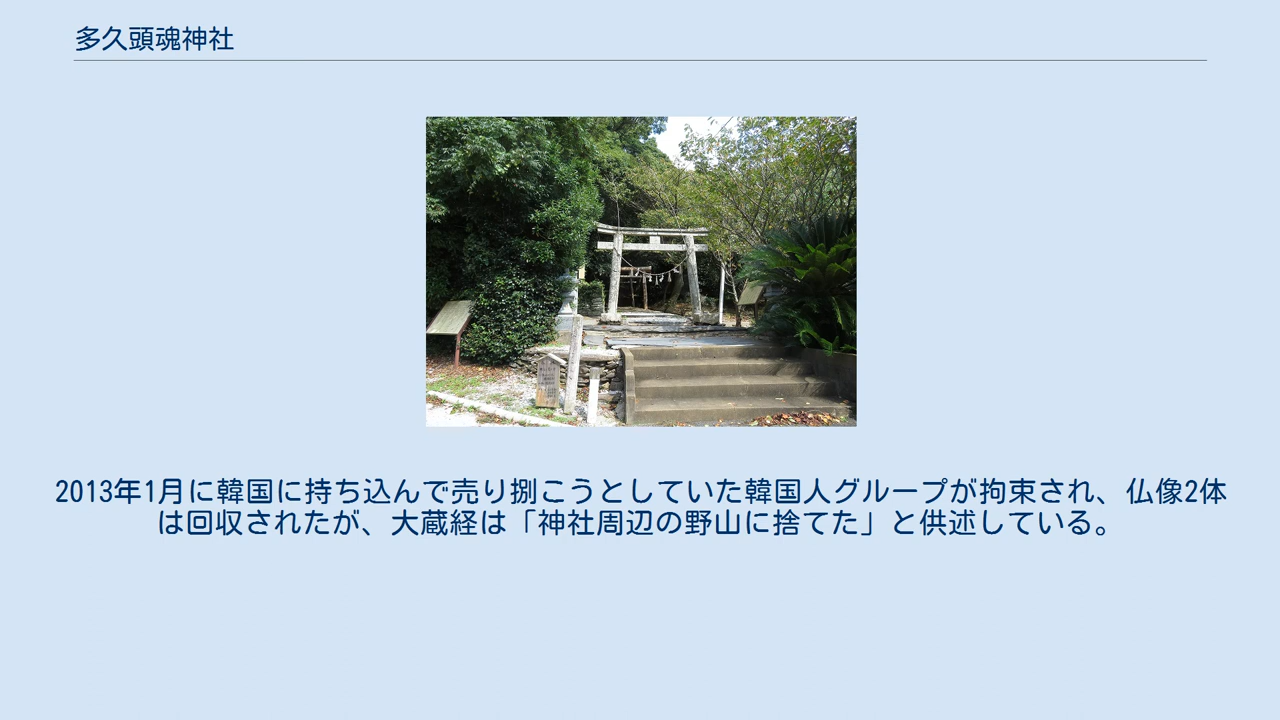 多久頭魂神社
2013年1月に韓国に持ち込んで売り捌こうとしていた韓国人グループが拘束され、仏像2体
は回収されたが、大蔵経は「神社周辺の野山に捨てた」と供述している。